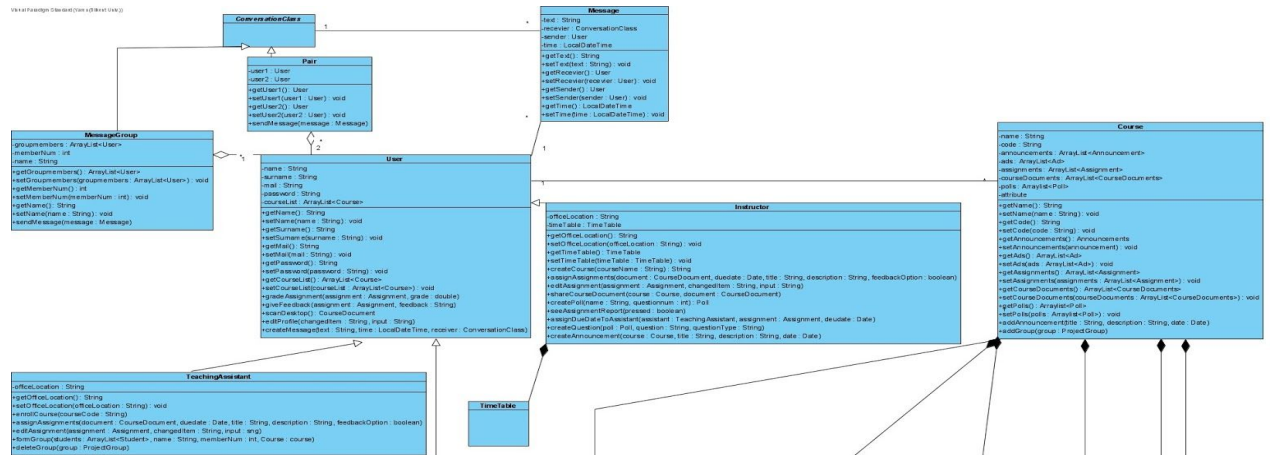 Visual Paradigm Standard (Yavuz (Bilkent Univ.))
ConversationClass
1
*
Message
-text : String
-recevier : ConversationClass
-sender : User
-time : LocalDateTime
+getText() : String
+setText(text : String) : void
+getRecevier() : User
+setRecevier(recevier : User) : void
+getSender() : User
+setSender(sender : User) : void
+getTime() : LocalDateTime
+setTime(time : LocalDateTime) : void
Pair
-user1 : User
-user2 : User
+getUser1() : User
+setUser1(user1 : User) : void
+getUser2() : User
+setUser2(user2 : User) : void
+sendMessage(message : Message)
*
2
*
1
MessageGroup
-groupmembers : ArrayList<User>
-memberNum : int
-name : String
+getGroupmembers() : ArrayList<User>
+setGroupmembers(groupmembers : ArrayList<User>) : void
+getMemberNum() : int
+setMemberNum(memberNum : int) : void
+getName() : String
+setName(name : String) : void
+sendMessage(message : Message)
User
-name : String
-surname : String
-mail : String
-password : String
-courseList : ArrayList<Course>
+getName() : String
+setName(name : String) : void
+getSurname() : String
+setSurname(surname : String) : void
+getMail() : String
+setMail(mail : String) : void
+getPassword() : String
+setPassword(password : String) : void
+getCourseList() : ArrayList<Course>
+setCourseList(courseList : ArrayList<Course>) : void
+gradeAssignment(assignment : Assignment, grade : double)
+giveFeedback(assignment : Assignment, feedback : String)
+scanDesktop() : CourseDocument
+editProfile(changedItem : String, input : String)
+createMessage(text : String, time : LocalDateTime, receiver : ConversationClass)
1
*
Instructor
-officeLocation : String
-timeTable : TimeTable
+getOfficeLocation() : String
+setOfficeLocation(officeLocation : String) : void
+getTimeTable() : TimeTable
+setTimeTable(timeTable : TimeTable) : void
+createCourse(courseName : String) : String
+assignAssignments(document : CourseDocument, duedate : Date, title : String, description : String, feedbackOption : boolean)
+editAssignment(assignment : Assignment, changedItem : String, input : String)
+shareCourseDocument(course : Course, document : CourseDocument)
+createPoll(name : String, questionnum : int) : Poll
+seeAssignmentReport(pressed : boolean)
+assignDueDateToAssistant(assistant : TeachingAssistant, assignment : Assignment, deudate : Date)
+createQuestion(poll : Poll, question : String, questionType : String)
+createAnnouncement(course : Course, title : String, description : String, date : Date)
Course
-name : String
-code : String
-announcements : ArrayList<Announcement>
-ads : ArrayList<Ad>
-assignments : ArrayList<Assignment>
-courseDocuments : ArrayList<CourseDocuments>
-polls : Arraylist<Poll>
-attribute
+getName() : String
+setName(name : String) : void
+getCode() : String
+setCode(code : String) : void
+getAnnouncements() : Announcements
+setAnnouncements(announcement) : void
+getAds() : ArrayList<Ad>
+setAds(ads : ArrayList<Ad>) : void
+getAssignments() : ArrayList<Assignment>
+setAssignments(assignments : ArrayList<Assignment>) : void
+getCourseDocuments() : ArrayList<CourseDocuments>
+setCourseDocuments(courseDocuments : ArrayList<CourseDocuments>) : void
+getPolls() : ArrayList<Poll>
+setPolls(polls : Arraylist<Poll>) : void
+addAnnouncement(title : String, description : String, date : Date)
+addGroup(group : ProjectGroup)
TeachingAssistant
-officeLocation : String
+getOfficeLocation() : String
+setOfficeLocation(officeLocation : String) : void
+enrollCourse(courseCode : String)
+assignAssignments(document : CourseDocument, duedate : Date, title : String, description : String, feedbackOption : boolean)
+editAssignment(assignment : Assignment, changedItem : String, input : sng)
+formGroup(students : ArrayList<Student>, name : String, memberNum : int, Course : course)
+deleteGroup(group : ProjectGroup)
TimeTable